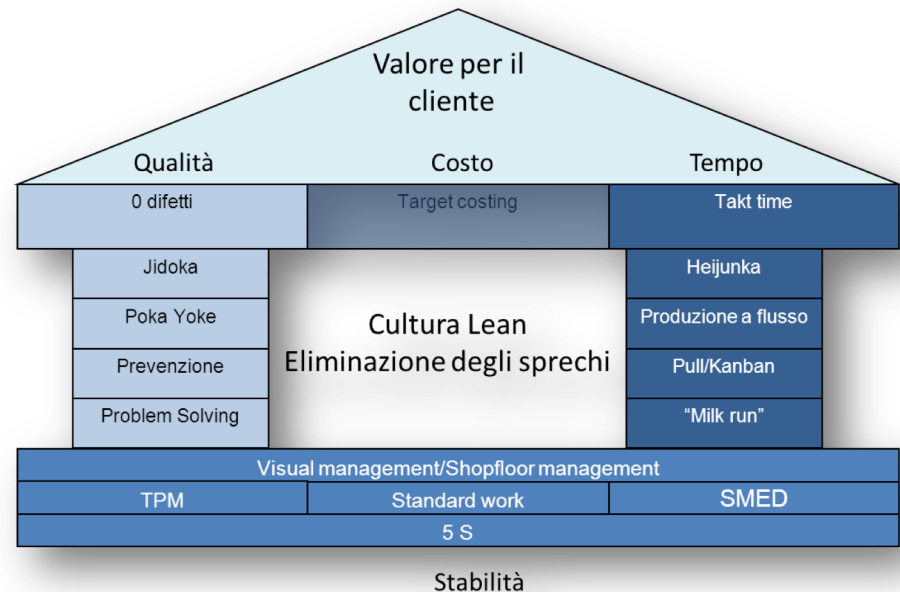 Valore per il
cliente
Qualità
Costo
Tempo
0 difetti
Target costing
Takt time
Jidoka
Heijunka
Poka Yoke
Produzione a flusso
Cultura Lean
Eliminazione degli sprechi
Prevenzione
Pull/Kanban
Problem Solving
“Milk run”
Visual management/Shopfloor management
TPM
Standard work
SMED
5 S
Stabilità